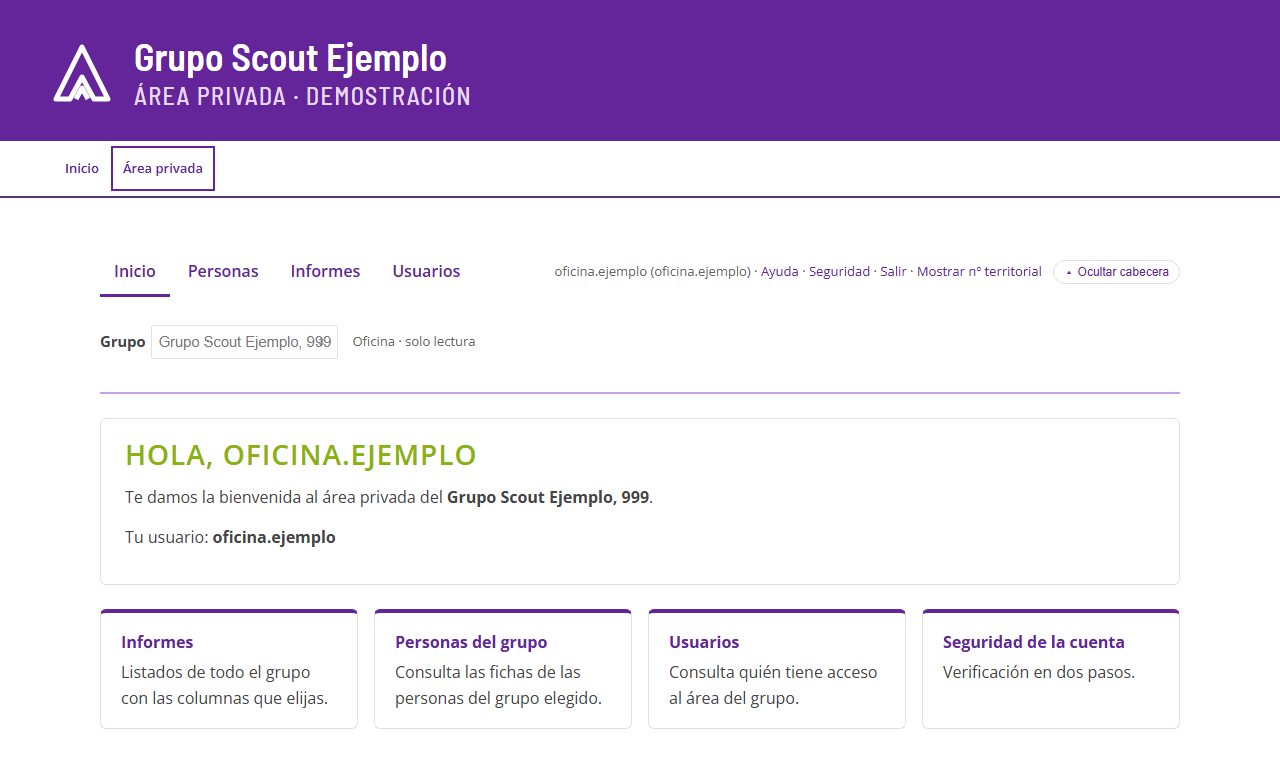 Grupo Scout Ejemplo
ÁREA PRIVADA · DEMOSTRACIÓN
Inicio Área privada
Inicio Personas Informes Usuarios oficina.ejemplo (oficina.ejemplo) · Ayuda · Seguridad · Salir · Mostrar nº territorial ▲ Ocultar cabecera
Grupo Grupo Scout Ejemplo, 999 Oficina · solo lectura
HOLA, OFICINA.EJEMPLO
Te damos la bienvenida al área privada del Grupo Scout Ejemplo, 999.
Tu usuario: oficina.ejemplo
Informes
Listados de todo el grupo
con las columnas que elijas.
Personas del grupo
Consulta las fichas de las
personas del grupo elegido.
Usuarios
Consulta quién tiene acceso
al área del grupo.
Seguridad de la cuenta
Verificación en dos pasos.